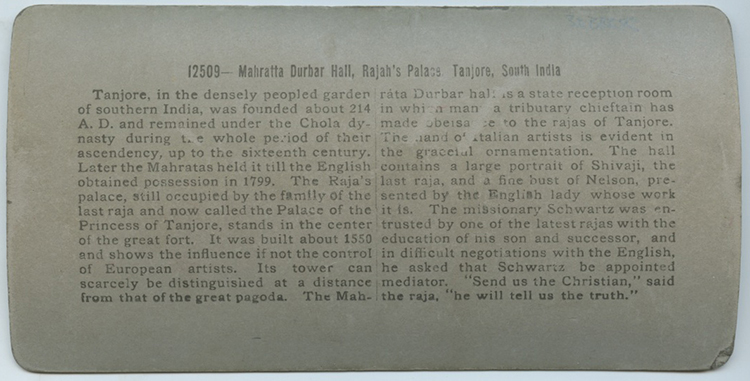 12509— Mahratta Durbar Hall, Rajah's Palace, Tanjore, South India
Tanjore, in the densely peopled garden
of southern India, was founded about 214
A. D. and remained under the Chola dy-
nasty during the whole period of their
ascendency, up to the sixteenth century.
Later the Mahratas held it till the English
obtained possession in 1799. The Raja's
palace, still occupied by the family of the
last raja and now called the Palace of the
Princess of Tanjore, stands in the center
of the great fort. It was built about 1550
and shows the influence if not the control
of European artists. Its tower can
scarcely be distinguished at a distance
from that of the great pagoda. The Mah-
ráta Durbar hall is a state reception room
in which many a tributary chieftain has
made obeisance to the rajas of Tanjore.
The hand of Italian artists is evident in
the graceful ornamentation. The hall
contains a large portrait of Shivaji, the
last raja, and a fine bust of Nelson, pre-
sented by the English lady whose work
it is. The missionary Schwartz was en-
trusted by one of the latest rajas with the
education of his son and successor, and
in difficult negotiations with the English,
he asked that Schwartz be appointed
mediator. "Send us the Christian," said
the raja, "he will tell us the truth."